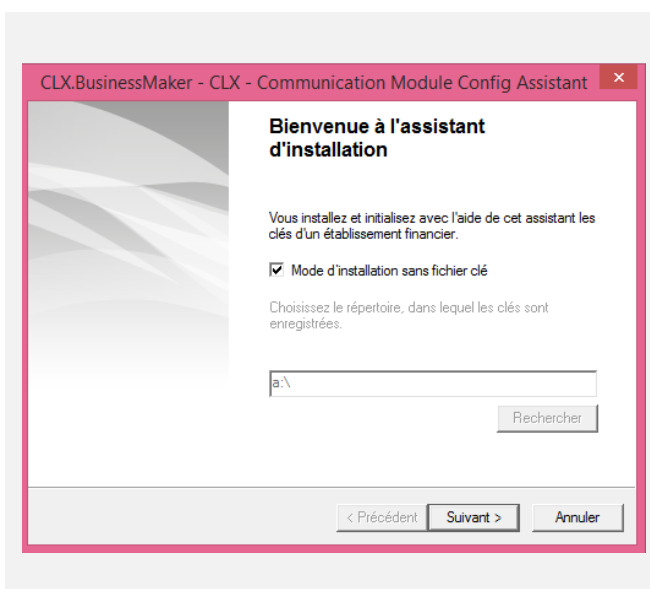 CLX.BusinessMaker - CLX - Communication Module Config Assistant
Bienvenue à l'assistant
d'installation
Vous installez et initialisez avec l'aide de cet assistant les
clés d'un établissement financier.
Mode d'installation sans fichier clé
Choisissez le répertoire, dans lequel les clés sont
enregistrées.
a:\
Rechercher
< Précédent Suivant > Annuler